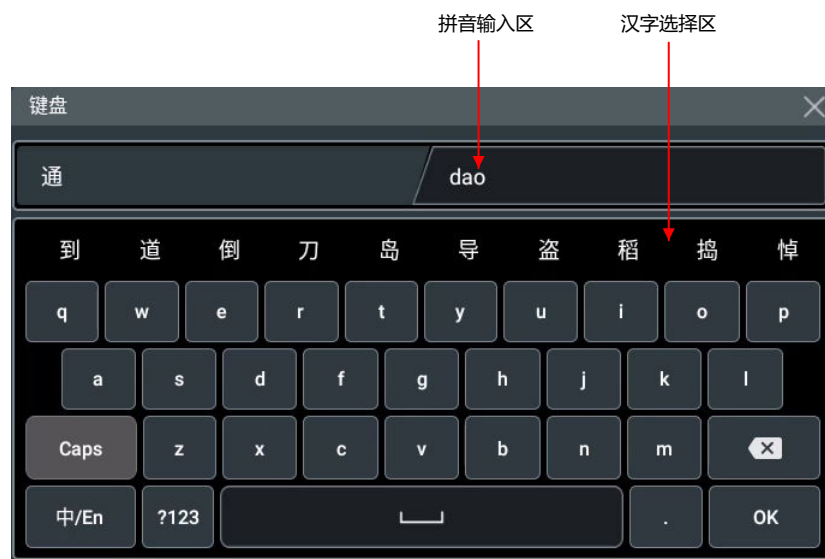 拼音输入区 汉字选择区
键盘
通 dao
到 道 倒 刀 岛 导 盗 稻 捣 悼
q w e r t y u i o p
a s d f g h j k l
Caps z x c v b n m
中/En ?123 . OK